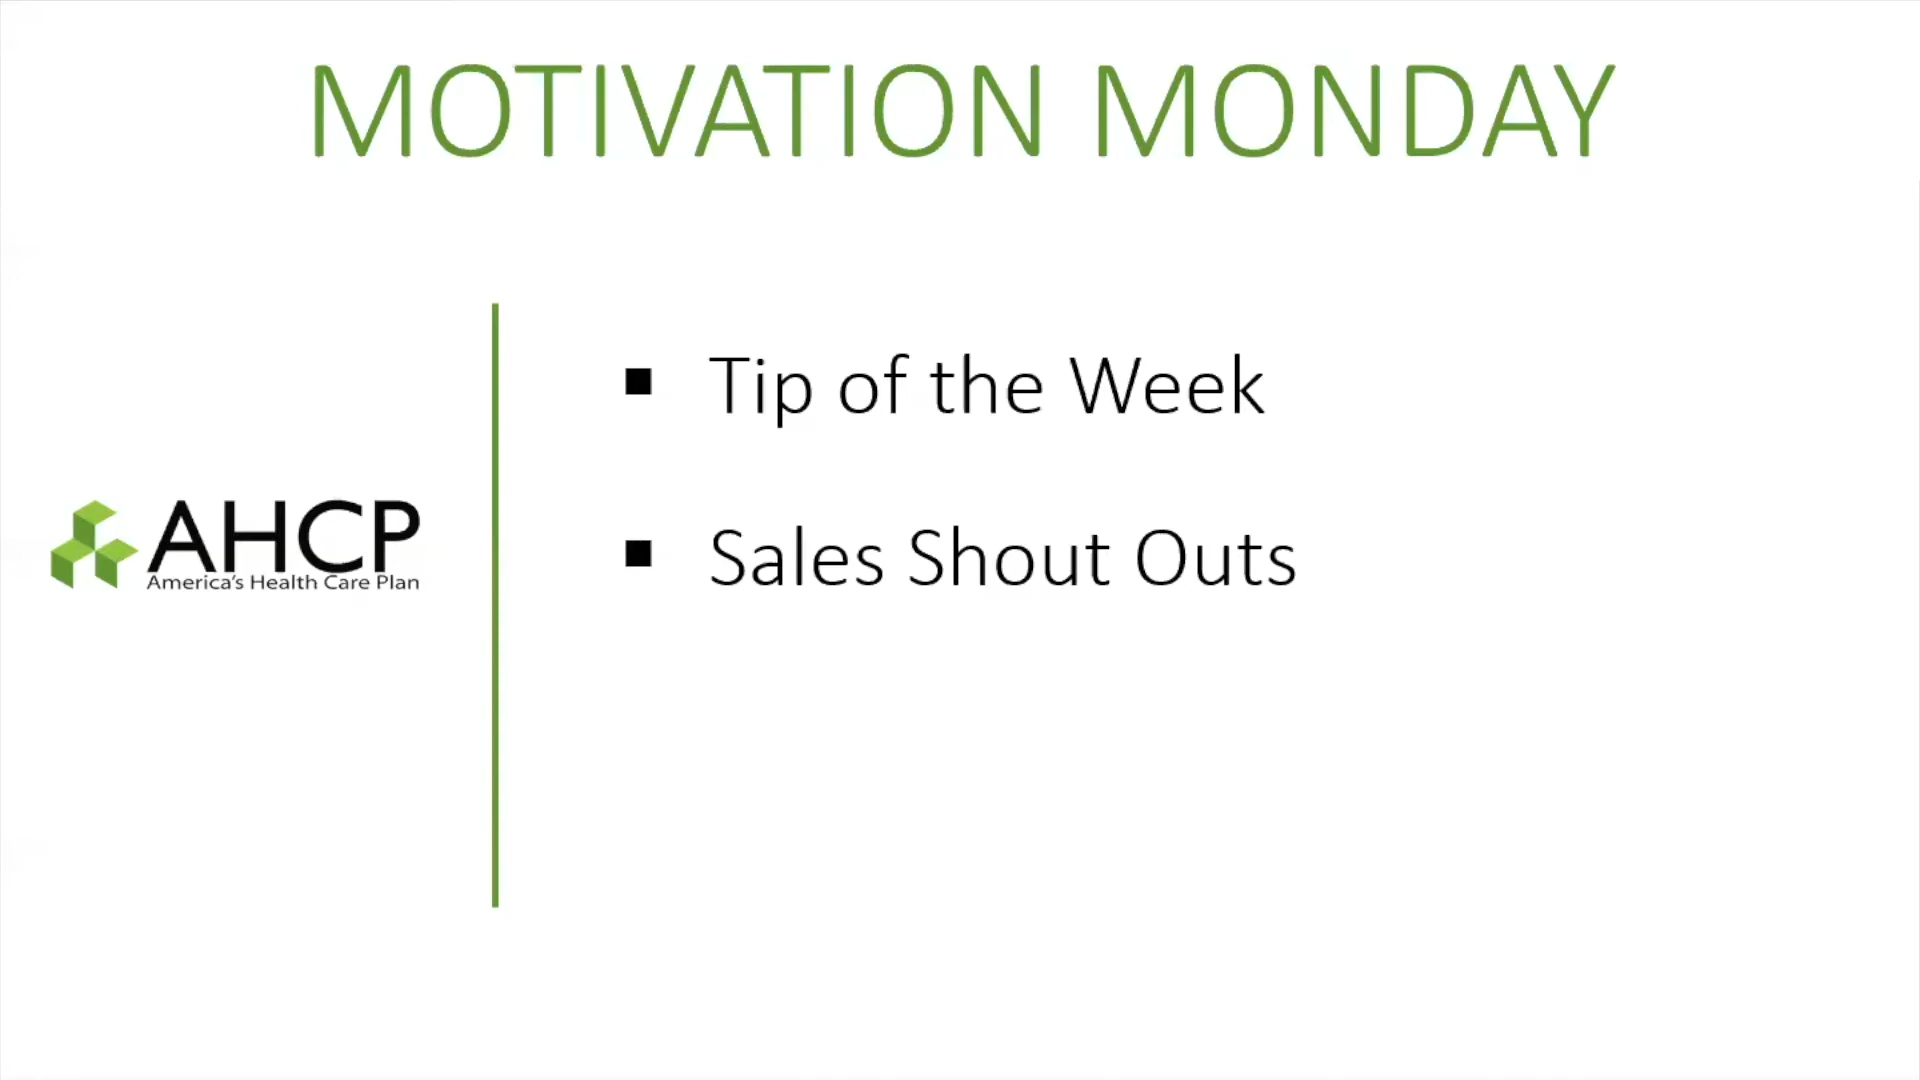 MOTIVATION MONDAY
AHCP
America's Health Care Plan
Tip of the Week
Sales Shout Outs